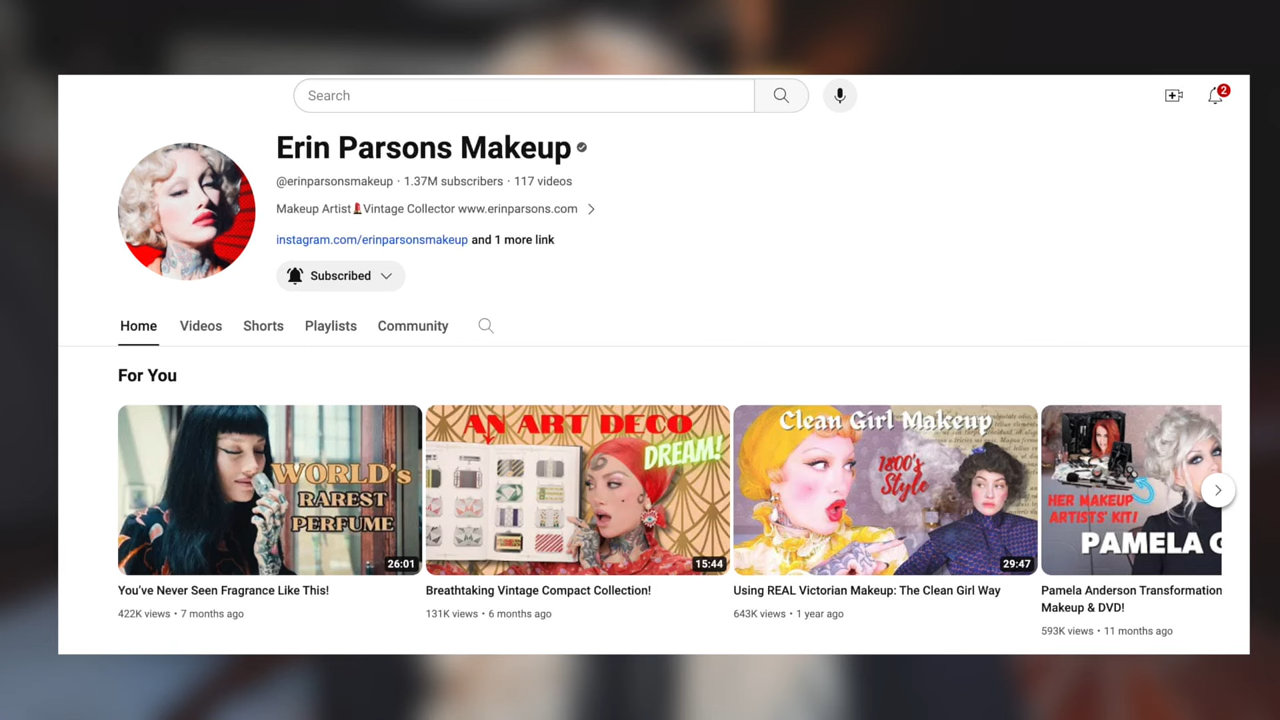 Search
2
Erin Parsons Makeup
@erinparsonsmakeup · 1.37M subscribers · 117 videos
Makeup Artist💄Vintage Collector www.erinparsons.com
instagram.com/erinparsonsmakeup and 1 more link
Subscribed
Home Videos Shorts Playlists Community
For You
WORLD's
RAREST
PERFUME
26:01
AN ART DECO
DREAM!
15:44
Clean Girl Makeup
1800's
Style
29:47
HER MAKEUP
ARTISTS' KIT!
PAMELA
You've Never Seen Fragrance Like This!
422K views • 7 months ago
Breathtaking Vintage Compact Collection!
131K views • 6 months ago
Using REAL Victorian Makeup: The Clean Girl Way
643K views • 1 year ago
Pamela Anderson Transformation
Makeup & DVD!
593K views • 11 months ago